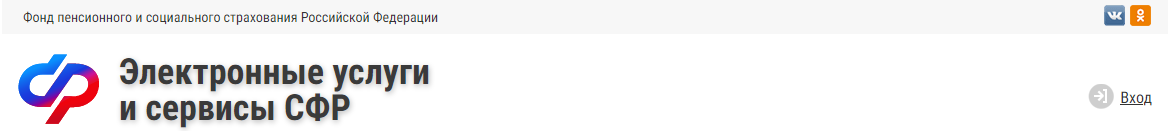 Фонд пенсионного и социального страхования Российской Федерации
Электронные услуги
и сервисы СФР
Вход